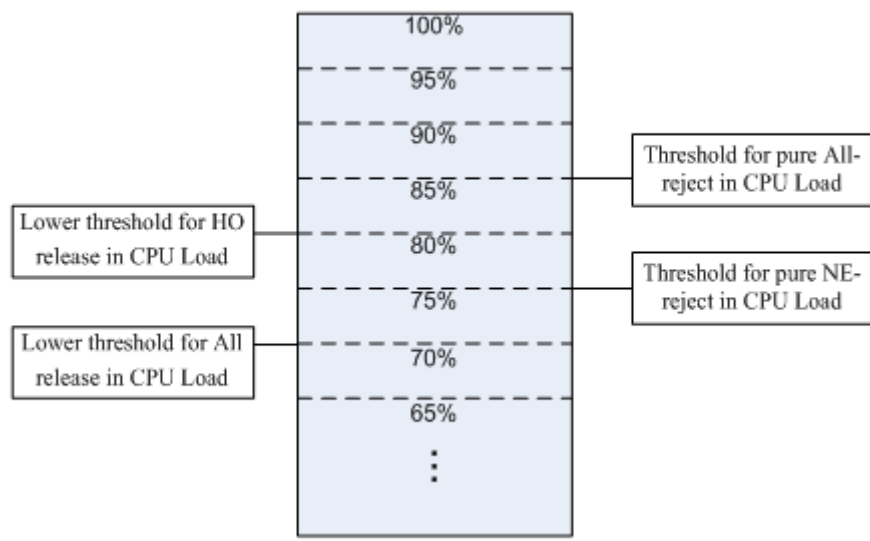 100%
95%
90%
85%
80%
75%
70%
65%
Threshold for pure All-
reject in CPU Load
Lower threshold for HO
release in CPU Load
Threshold for pure NE-
reject in CPU Load
Lower threshold for All
release in CPU Load